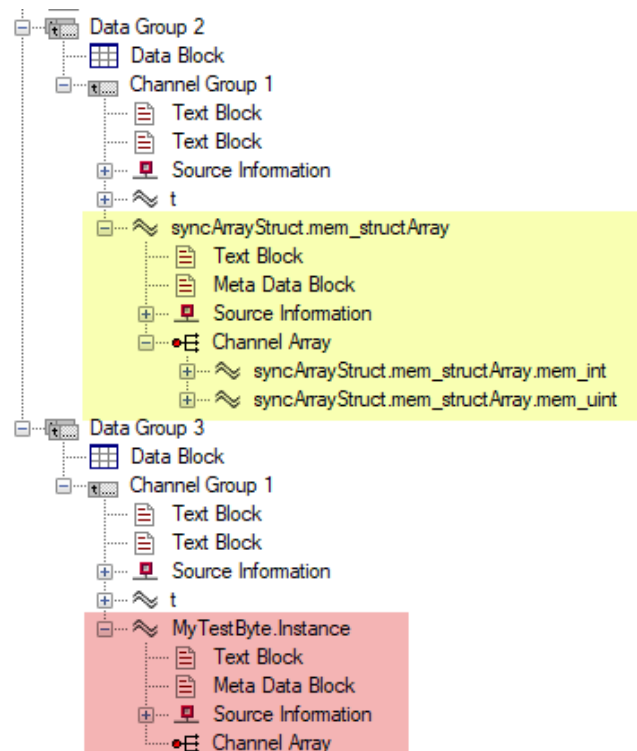 Data Group 2
Data Block
Channel Group 1
Text Block
Text Block
Source Information
t
syncArrayStruct.mem_structArray
Text Block
Meta Data Block
Source Information
Channel Array
syncArrayStruct.mem_structArray.mem_int
syncArrayStruct.mem_structArray.mem_uint
Data Group 3
Data Block
Channel Group 1
Text Block
Text Block
Source Information
t
MyTestByte.Instance
Text Block
Meta Data Block
Source Information
Channel Array